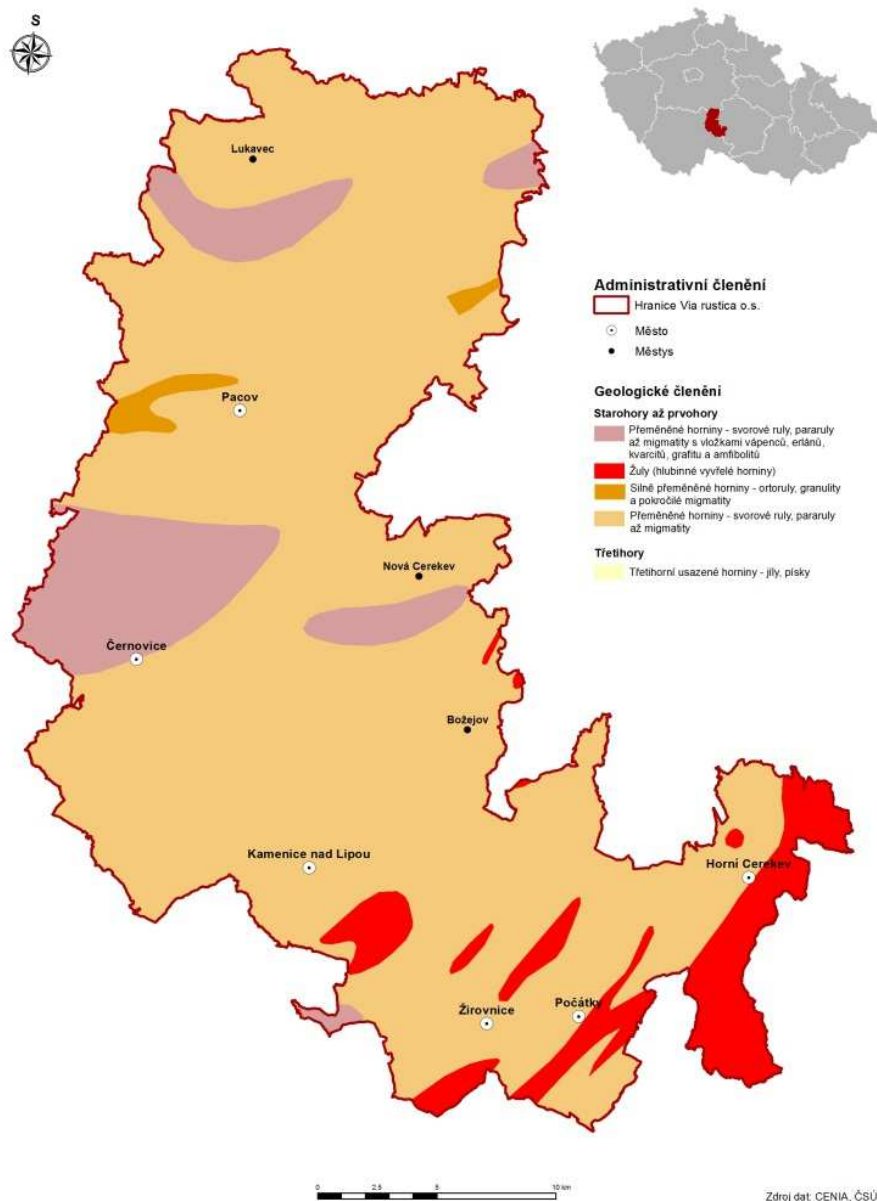 S
Lukavec
Pacov
Nová Cerekev
Černovice
Božejov
Kamenice nad Lipou
Horní Cerekev
Žirovnice
Počátky
Administrativní členění
Hranice Via rustica o.s.
Město
Městys
Geologické členění
Starohory až prvohory
Přeměněné horniny - svorové ruly, pararuly
až migmatity s vložkami vápenců, erlánů,
kvarcitů, grafitu a amfibolitů
Žuly (hlubinné vyvřelé horniny)
Silně přeměněné horniny - ortoruly, granulity
a pokročilé migmatity
Přeměněné horniny - svorové ruly, pararuly
až migmatity
Třetihory
Třetihorní usazené horniny - jíly, písky
0 2,5 5 10 km
Zdroj dat: CENIA, ČSÚ